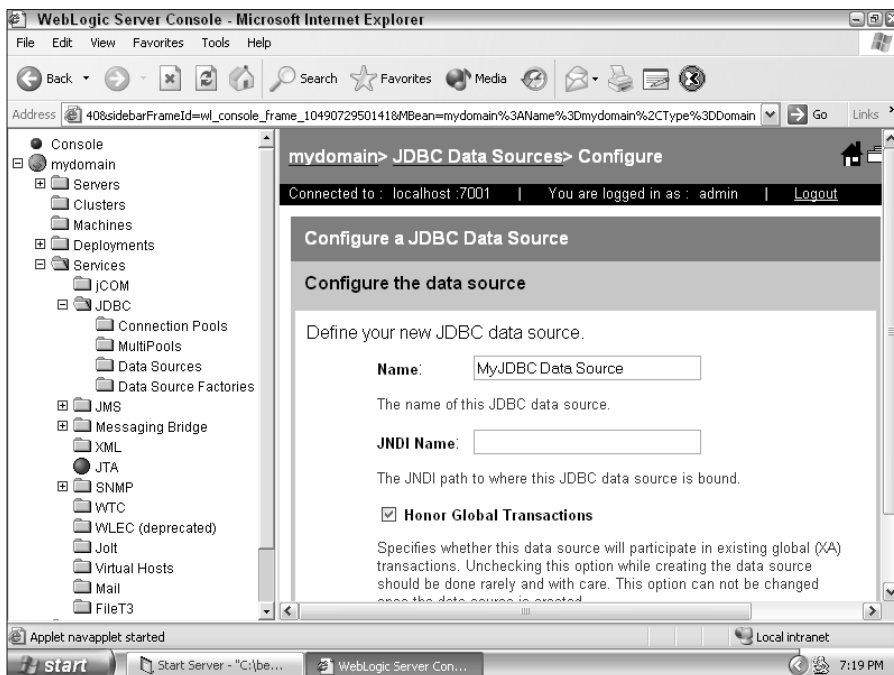 WebLogic Server Console - Microsoft Internet Explorer
File Edit View Favorites Tools Help
Back Search Favorites Media
Address 40&sidebarFrameId=wl_console_frame_1049072950141&MBean=mydomain%3AName%3Dmydomain%2CType%3DDomain Go Links
Console
mydomain
Servers
Clusters
Machines
Deployments
Services
jCOM
JDBC
Connection Pools
MultiPools
Data Sources
Data Source Factories
JMS
Messaging Bridge
XML
JTA
SNMP
WTC
WLEC (deprecated)
Jolt
Virtual Hosts
Mail
FileT3
mydomain> JDBC Data Sources> Configure
Connected to : localhost :7001 | You are logged in as : admin | Logout
Configure a JDBC Data Source
Configure the data source
Define your new JDBC data source.
Name: MyJDBC Data Source
The name of this JDBC data source.
JNDI Name:
The JNDI path to where this JDBC data source is bound.
Honor Global Transactions
Specifies whether this data source will participate in existing global (XA)
transactions. Unchecking this option while creating the data source
should be done rarely and with care. This option can not be changed
once the data source is created
Applet navapplet started Local intranet
start Start Server - "C:\be... WebLogic Server Con... 7:19 PM